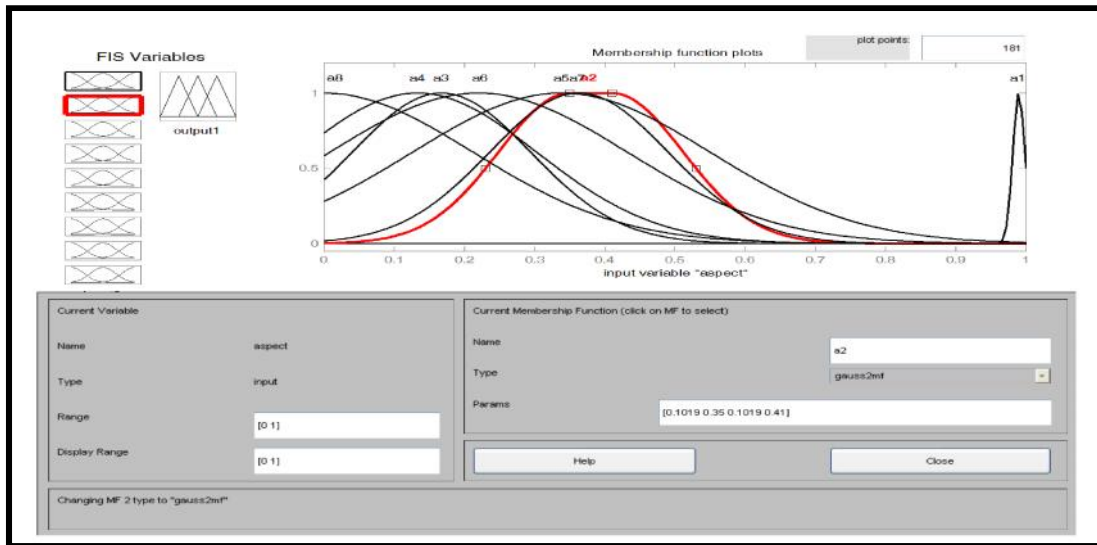 FIS Variables
Membership function plots
plot points:
181
output1
a8
a4
a3
a6
a5
a7
a2
a1
1
0.5
0
0
0.1
0.2
0.3
0.4
0.5
0.6
0.7
0.8
0.9
1
input variable "aspect"
Current Variable
Name
aspect
Type
input
Range
[0 1]
Display Range
[0 1]
Current Membership Function (click on MF to select)
Name
a2
Type
gauss2mf
Params
[0.1019 0.35 0.1019 0.41]
Help
Close
Changing MF 2 type to "gauss2mf"